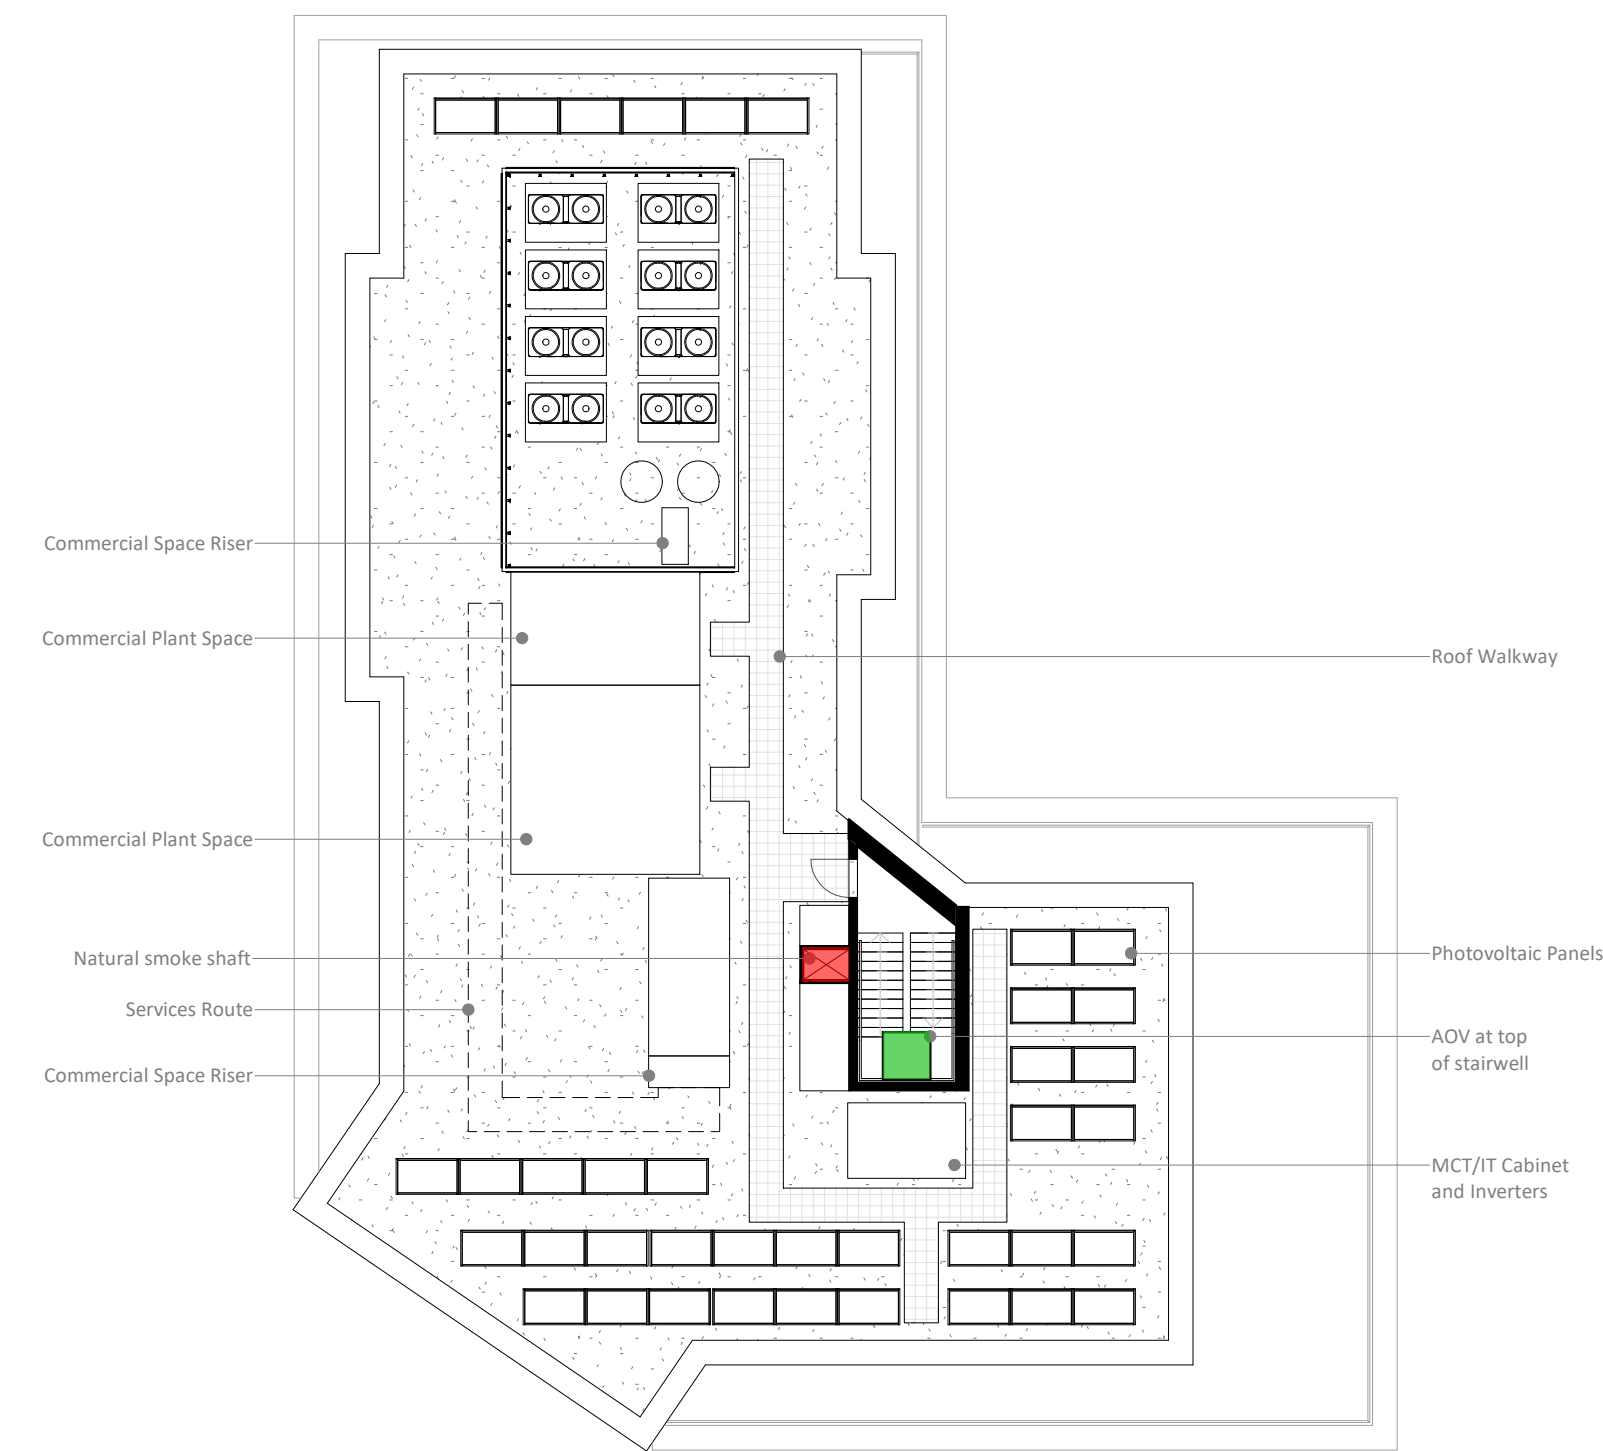 Commercial Space Riser
Commercial Plant Space
Roof Walkway
Commercial Plant Space
Natural smoke shaft
Photovoltaic Panels
Services Route
AOV at top
of stairwell
Commercial Space Riser
MCT/IT Cabinet
and Inverters